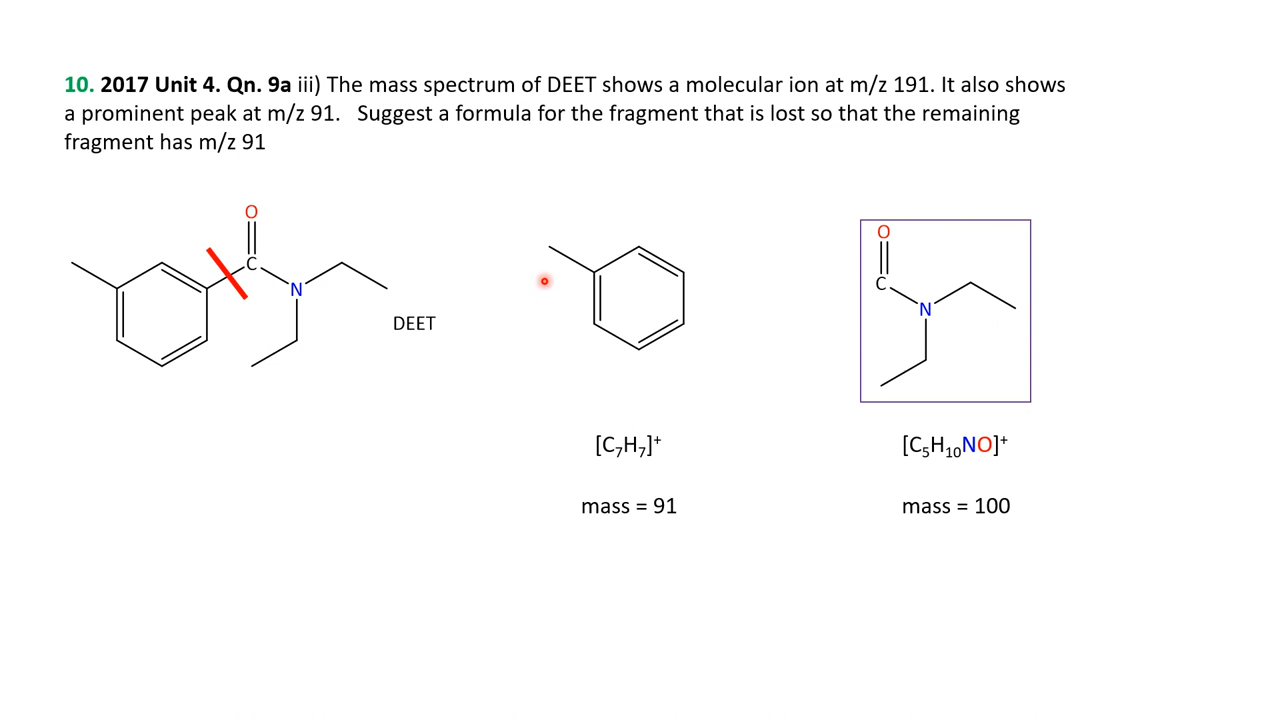 10. 2017 Unit 4. Qn. 9a iii) The mass spectrum of DEET shows a molecular ion at m/z 191. It also shows
a prominent peak at m/z 91. Suggest a formula for the fragment that is lost so that the remaining
fragment has m/z 91
O
C
N
DEET
O
C
N
[C₇H₇]⁺
[C₅H₁₀NO]⁺
mass = 91
mass = 100